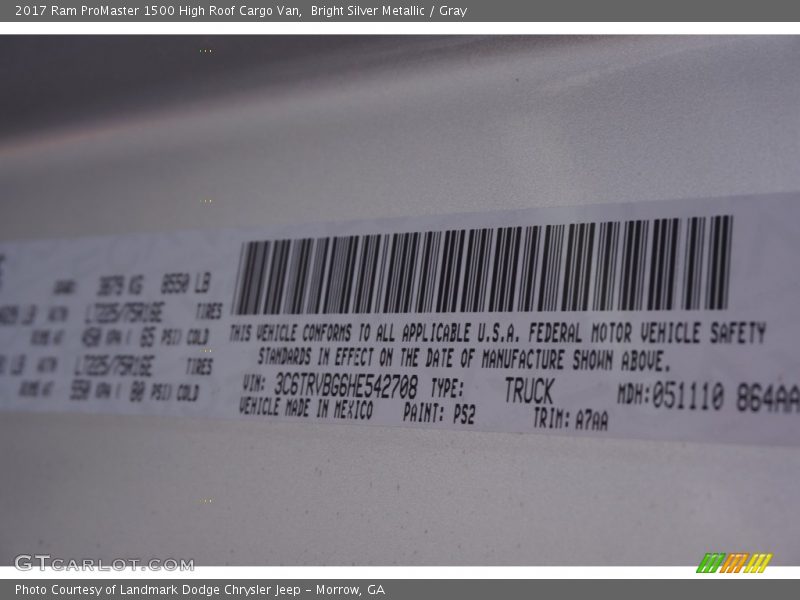 2017 Ram ProMaster 1500 High Roof Cargo Van, Bright Silver Metallic / Gray
3879 KG 8550 LB
LB LT225/75R16E TIRES
450 KPA ( 65 PSI) COLD
LB LT225/75R16E TIRES
550 KPA ( 80 PSI) COLD
THIS VEHICLE CONFORMS TO ALL APPLICABLE U.S.A. FEDERAL MOTOR VEHICLE SAFETY
STANDARDS IN EFFECT ON THE DATE OF MANUFACTURE SHOWN ABOVE.
VIN: 3C6TRVBG6HE542708 TYPE: TRUCK MDH:051110 864AA
VEHICLE MADE IN MEXICO PAINT: PS2 TRIM: A7AA
GTCARLOT.COM
Photo Courtesy of Landmark Dodge Chrysler Jeep – Morrow, GA